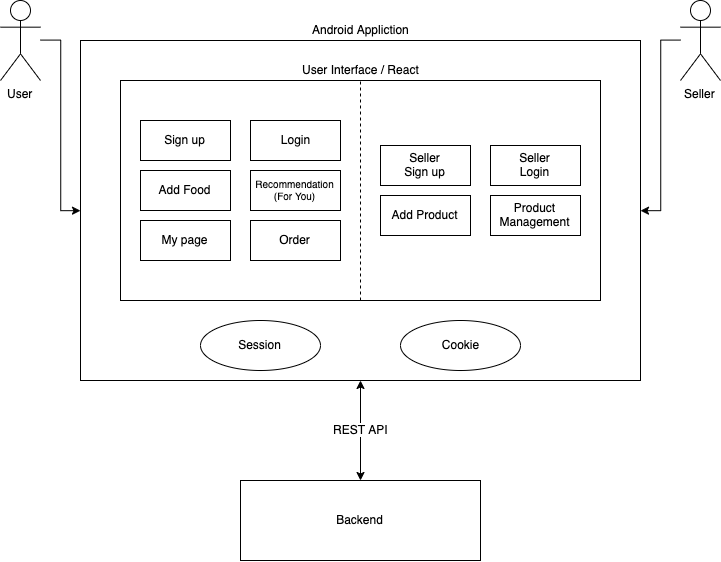 Android Appliction
User
Seller
User Interface / React
Sign up
Login
Add Food
Recommendation
(For You)
My page
Order
Seller
Sign up
Seller
Login
Add Product
Product
Management
Session
Cookie
REST API
Backend